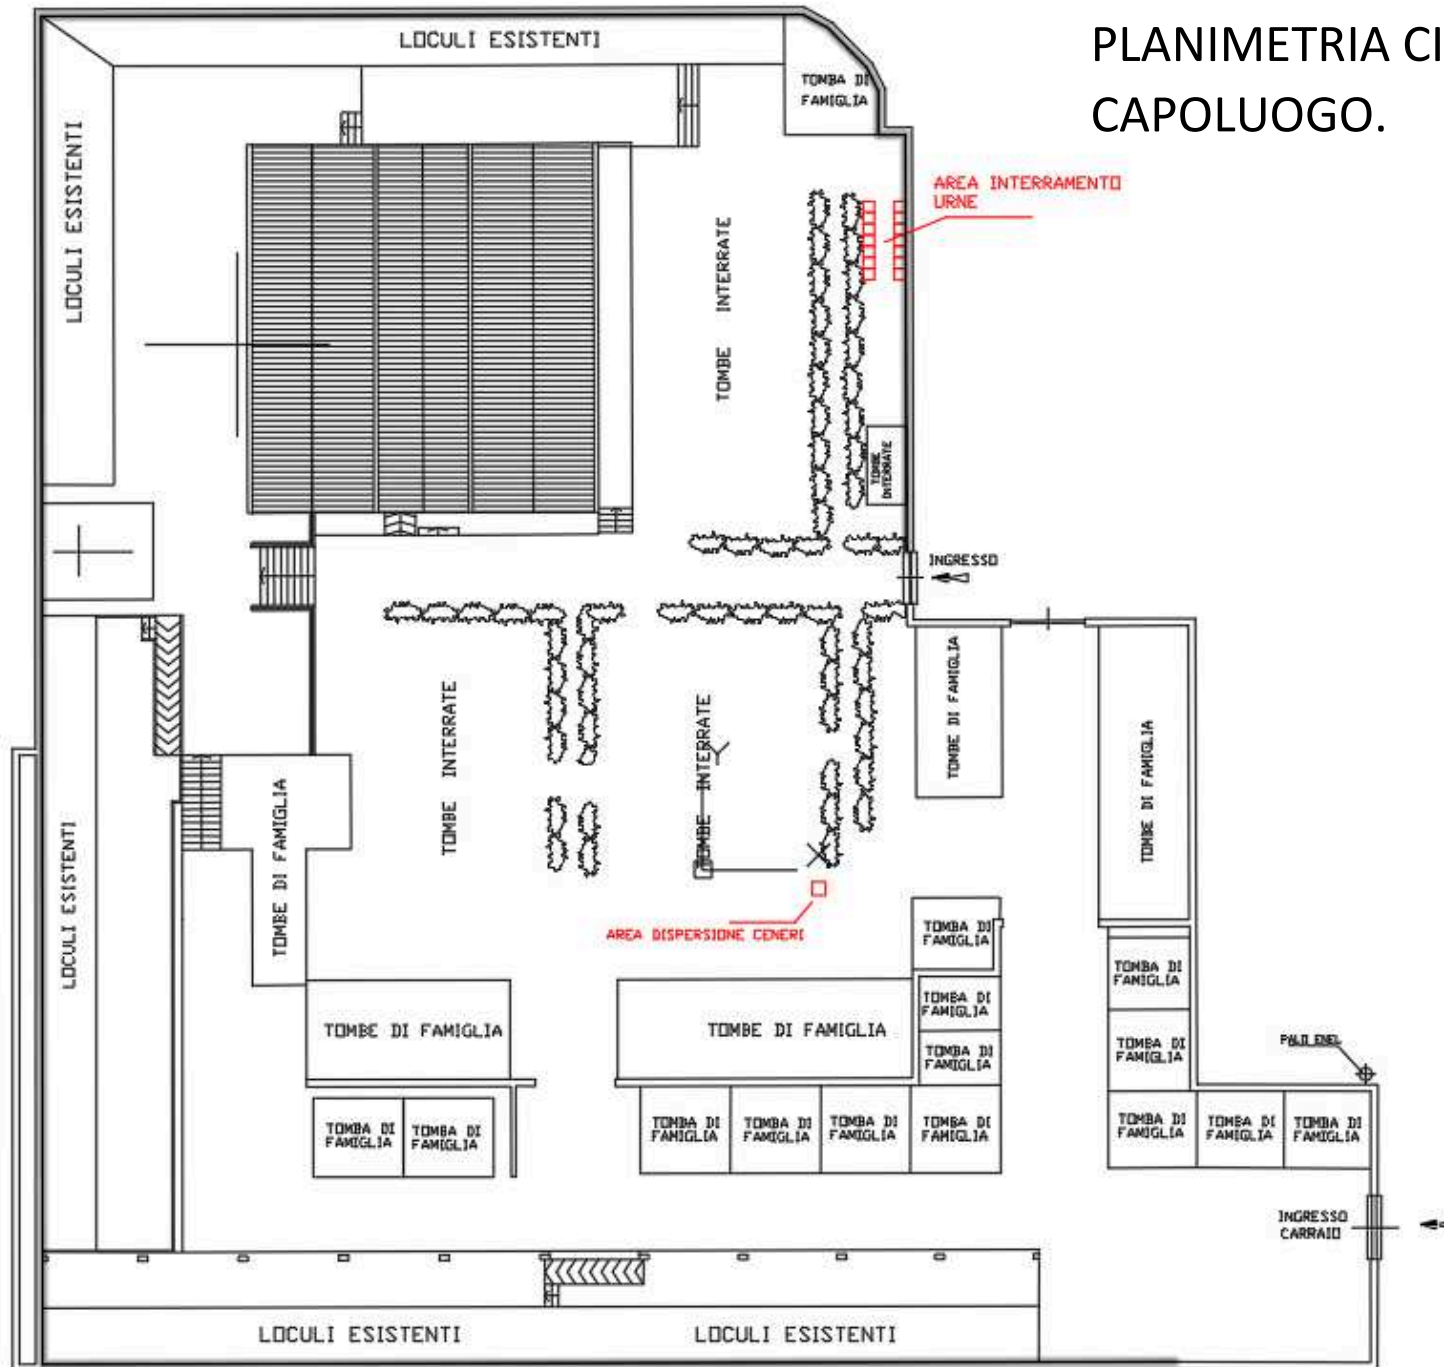 PLANIMETRIA CI
CAPOLUOGO.
LOCULI ESISTENTI
TOMBA DI
FAMIGLIA
LOCULI ESISTENTI
AREA INTERRAMENTO
URNE
TOMBE INTERRATE
TOMBE
INTERRATE
INGRESSO
TOMBE INTERRATE
TOMBE INTERRATE
Y
X
TOMBE DI FAMIGLIA
TOMBE DI FAMIGLIA
TOMBE DI FAMIGLIA
LOCULI ESISTENTI
AREA DISPERSIONE CENERI
TOMBA DI
FAMIGLIA
TOMBA DI
FAMIGLIA
TOMBA DI
FAMIGLIA
TOMBA DI
FAMIGLIA
TOMBE DI FAMIGLIA
TOMBE DI FAMIGLIA
TOMBA DI
FAMIGLIA
TOMBA DI
FAMIGLIA
PALO ENEL
TOMBA DI
FAMIGLIA
TOMBA DI
FAMIGLIA
TOMBA DI
FAMIGLIA
TOMBA DI
FAMIGLIA
TOMBA DI
FAMIGLIA
TOMBA DI
FAMIGLIA
TOMBA DI
FAMIGLIA
TOMBA DI
FAMIGLIA
TOMBA DI
FAMIGLIA
INGRESSO
CARRAIO
LOCULI ESISTENTI
LOCULI ESISTENTI